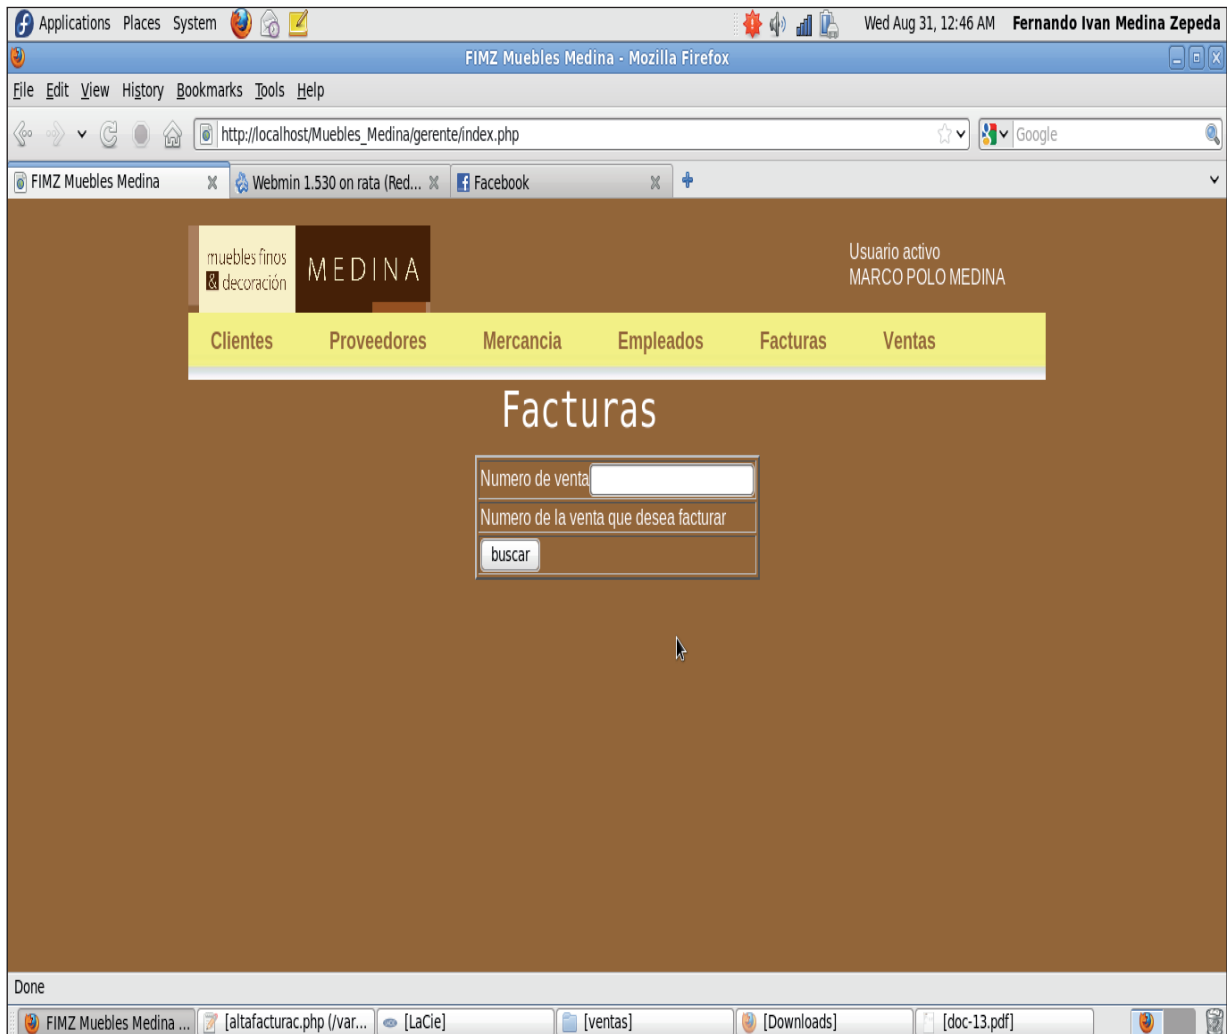 Applications Places System Wed Aug 31, 12:46 AM Fernando Ivan Medina Zepeda
FIMZ Muebles Medina - Mozilla Firefox
File Edit View History Bookmarks Tools Help
http://localhost/Muebles_Medina/gerente/index.php Google
FIMZ Muebles Medina Webmin 1.530 on rata (Red... Facebook
muebles finos
& decoración
MEDINA
Usuario activo
MARCO POLO MEDINA
Clientes Proveedores Mercancia Empleados Facturas Ventas
Facturas
Numero de venta
Numero de la venta que desea facturar
buscar
Done
FIMZ Muebles Medina ... [altafacturac.php (/var... [LaCie] [ventas] [Downloads] [doc-13.pdf]